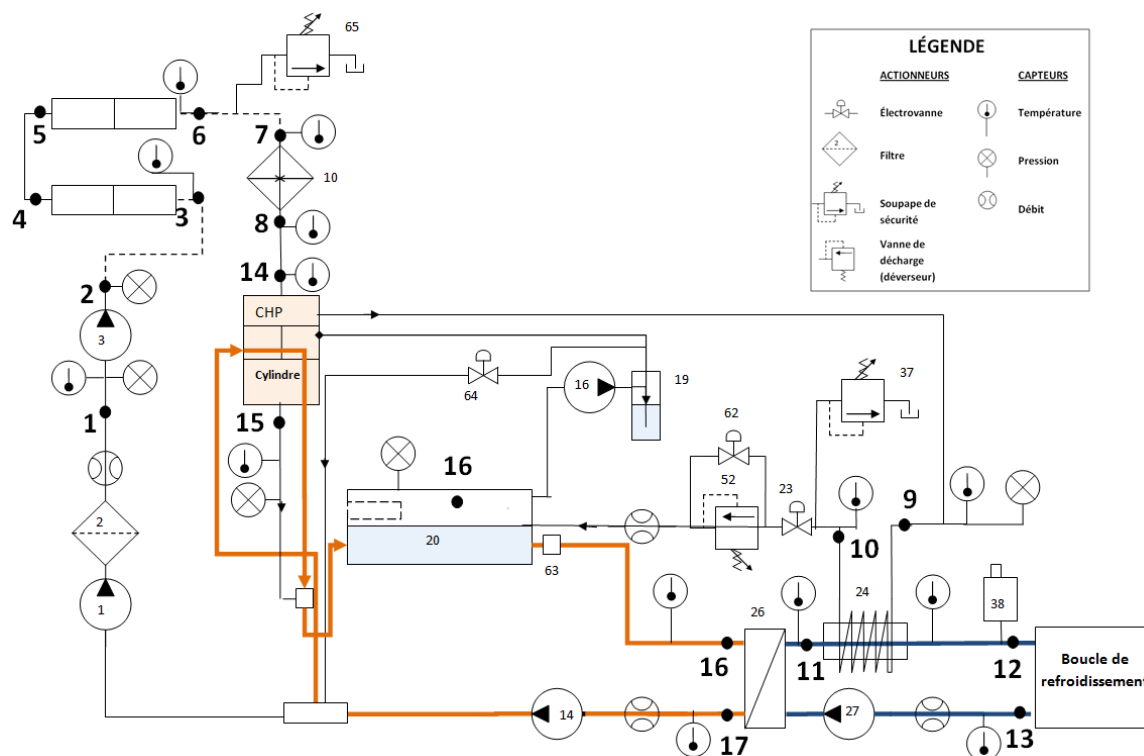 65
LÉGENDE
ACTIONNEURS
CAPTEURS
Électrovanne
Température
2
Filtre
Pression
Soupape de
sécurité
Débit
Vanne de
décharge
(déverseur)
5
6
7
10
4
3
8
14
2
3
CHP
Cylindre
64
16
19
37
1
15
62
16
52
23
9
2
20
10
63
24
1
26
38
16
11
12
Boucle de
refroidissement
14
17
27
13